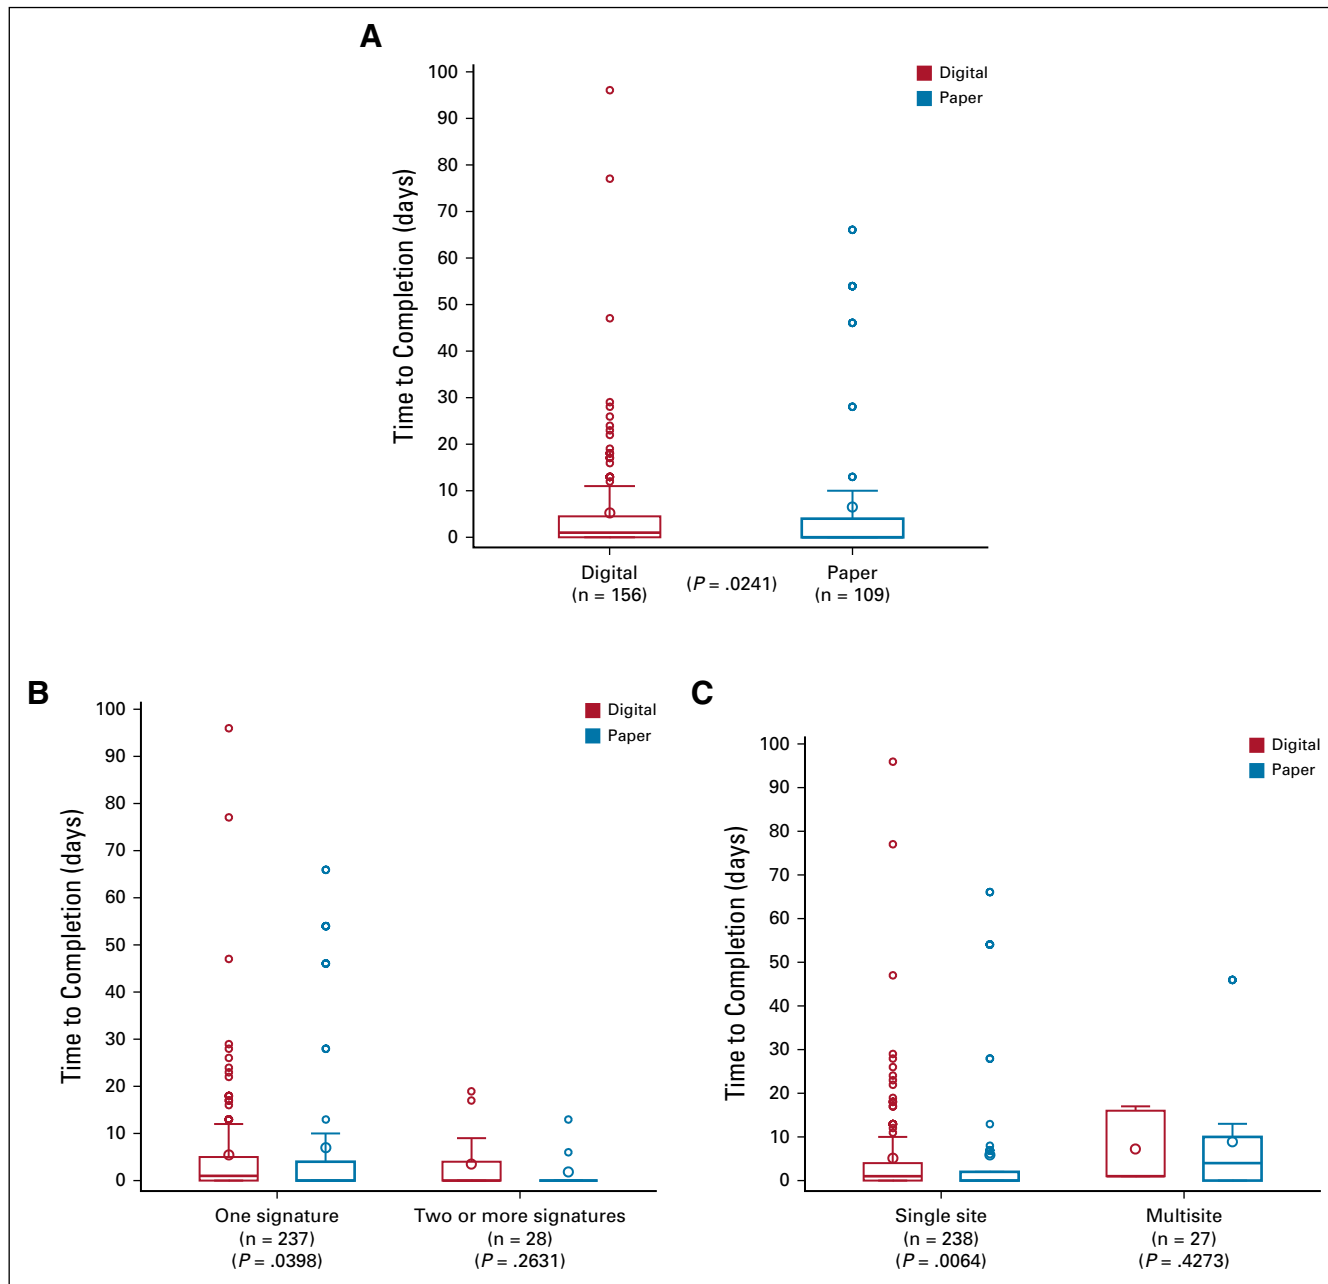 A
Digital
Paper
Time to Completion (days)
100
90
80
70
60
50
40
30
20
10
0
Digital
(n = 156)
(P = .0241)
Paper
(n = 109)
B
Digital
Paper
Time to Completion (days)
100
90
80
70
60
50
40
30
20
10
0
One signature
(n = 237)
(P = .0398)
Two or more signatures
(n = 28)
(P = .2631)
C
Digital
Paper
Time to Completion (days)
100
90
80
70
60
50
40
30
20
10
0
Single site
(n = 238)
(P = .0064)
Multisite
(n = 27)
(P = .4273)